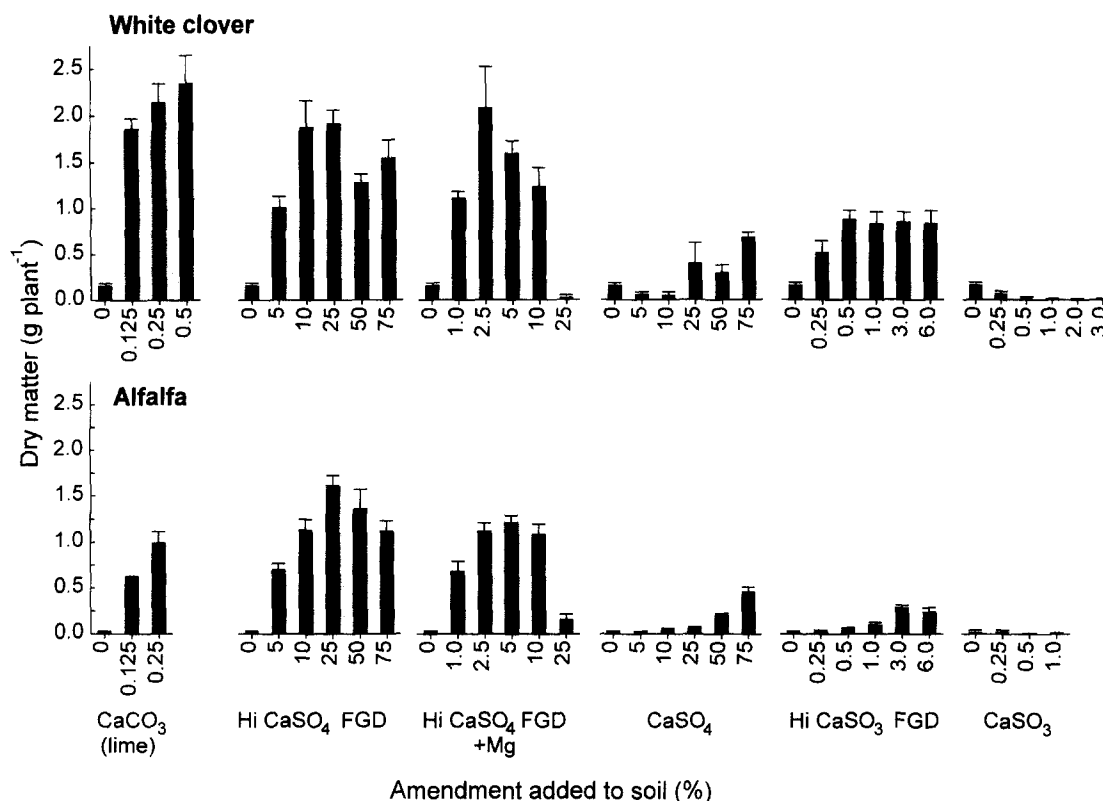 White clover
2.5
2.0
1.5
1.0
0.5
0.0
0 0.125 0.25 0.5
0 5 10 25 50 75
0 1.0 2.5 5 10 25
0 5 10 25 50 75
0 0.25 0.5 1.0 3.0 6.0
0 0.25 0.5 1.0 2.0 3.0
Dry matter (g plant⁻¹)
Alfalfa
2.5
2.0
1.5
1.0
0.5
0.0
0 0.125 0.25
0 5 10 25 50 75
0 1.0 2.5 5 10 25
0 5 10 25 50 75
0 0.25 0.5 1.0 3.0 6.0
0 0.25 0.5 1.0
CaCO₃
(lime)
Hi CaSO₄ FGD
Hi CaSO₄ FGD
+Mg
CaSO₄
Hi CaSO₃ FGD
CaSO₃
Amendment added to soil (%)